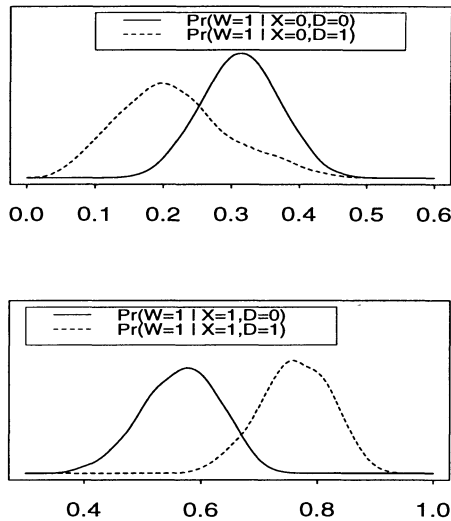 Pr(W=1 | X=0,D=0)
Pr(W=1 | X=0,D=1)
0.0 0.1 0.2 0.3 0.4 0.5 0.6
Pr(W=1 | X=1,D=0)
Pr(W=1 | X=1,D=1)
0.4 0.6 0.8 1.0